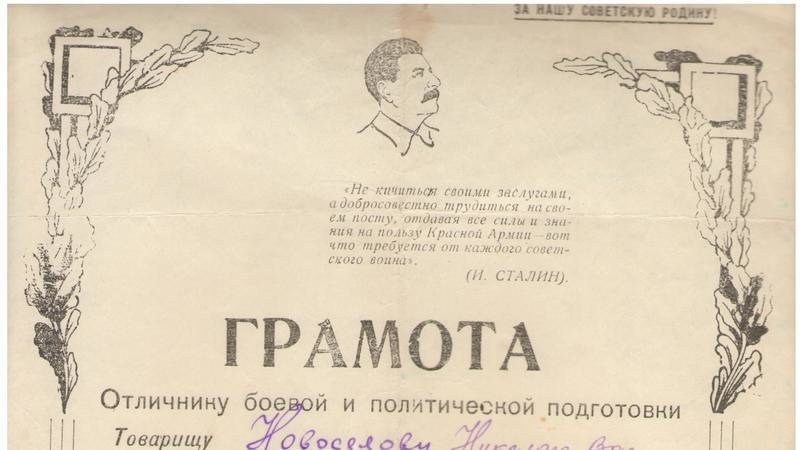 ЗА НАШУ СОВЕТСКУЮ РОДИНУ!
«Не кичиться своими заслугами,
а добросовестно трудиться на сво-
ем посту, отдавая все силы и зна-
ния на пользу Красной Армии—вот
что требуется от каждого совет-
ского воина».
(И. СТАЛИН).
ГРАМОТА
Отличнику боевой и политической подготовки
Товарищу Новоселову Николаю